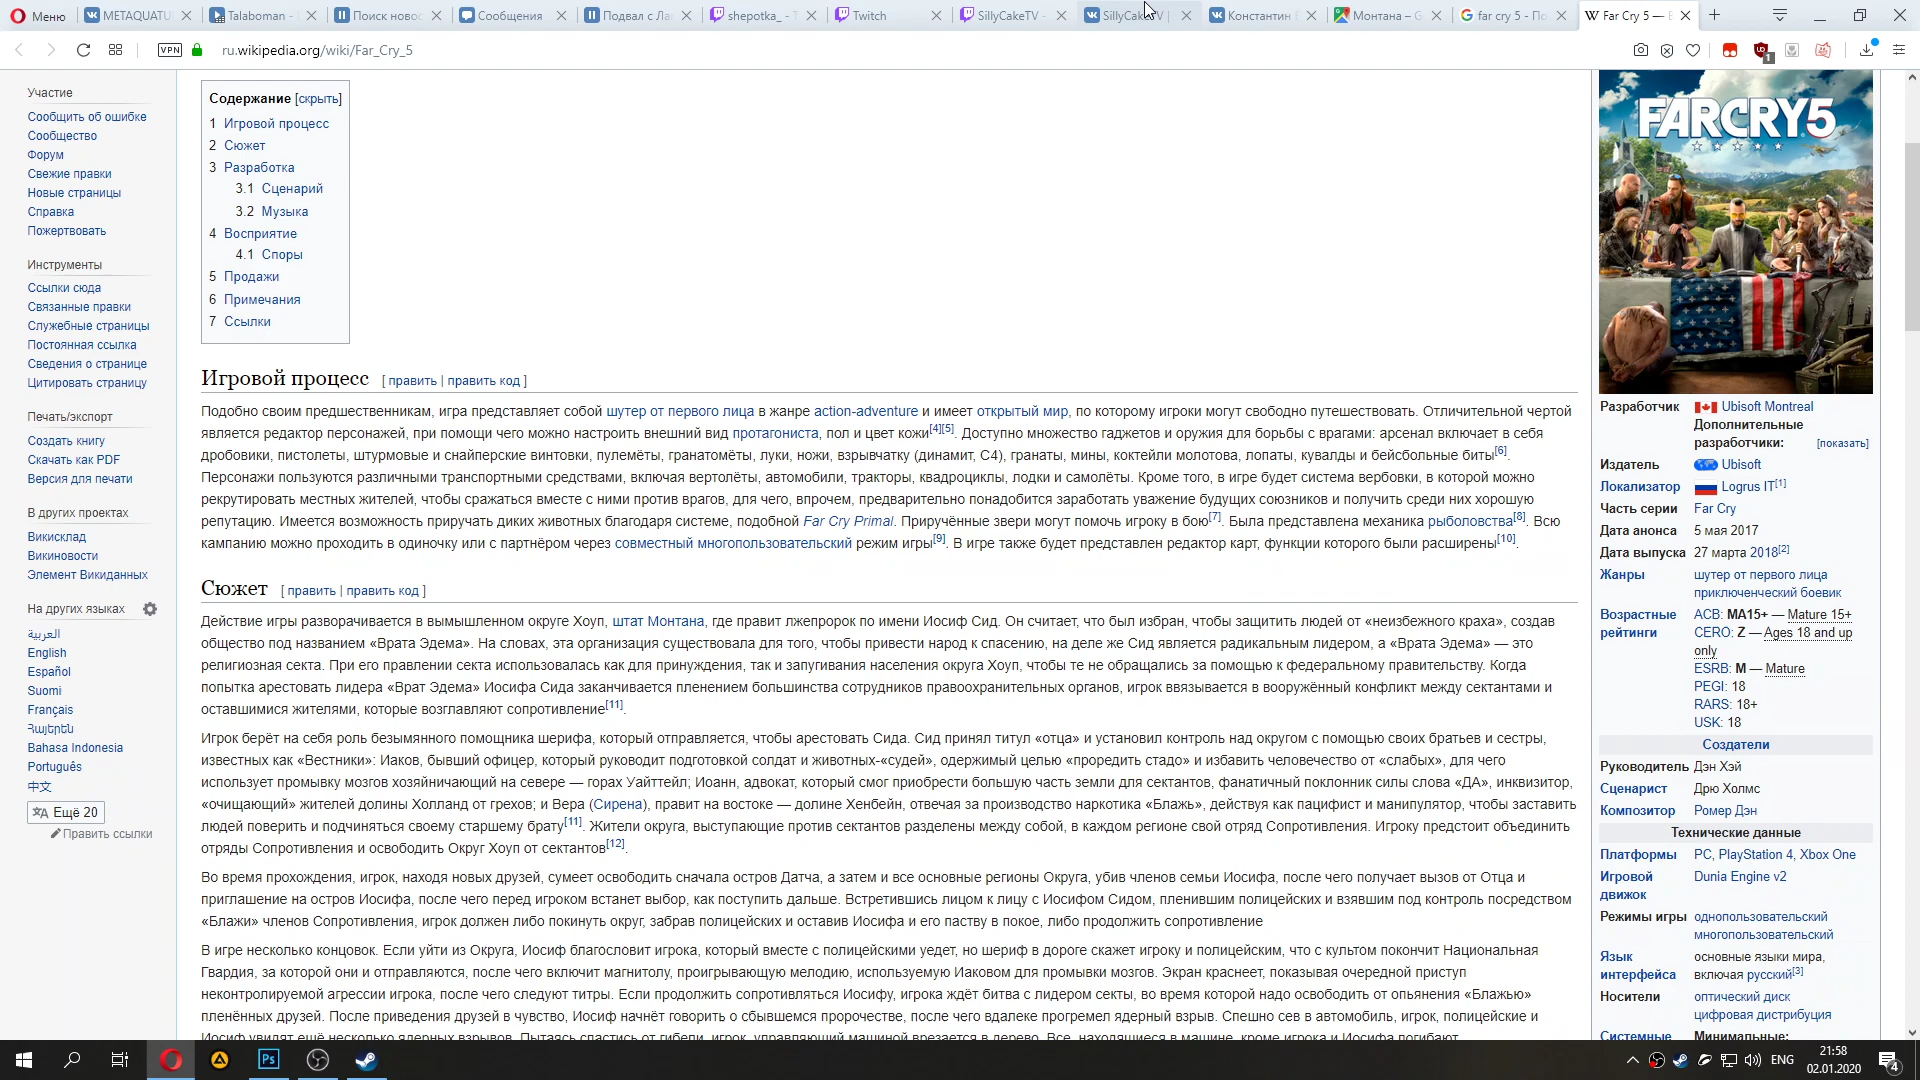 Меню
METAQUATU
Talaboman -
Поиск ново
Сообщения
Подвал с Ла
shepotka_ - T
Twitch
SillyCakeTV -
SillyCakeTV |
Константин
Монтана – G
far cry 5 - По
W Far Cry 5 —
VPN
ru.wikipedia.org/wiki/Far_Cry_5
1
Участие
Сообщить об ошибке
Сообщество
Форум
Свежие правки
Новые страницы
Справка
Пожертвовать
Инструменты
Ссылки сюда
Связанные правки
Служебные страницы
Постоянная ссылка
Сведения о странице
Цитировать страницу
Печать/экспорт
Создать книгу
Скачать как PDF
Версия для печати
В других проектах
Викисклад
Викиновости
Элемент Викиданных
На других языках
العربية
English
Español
Suomi
Français
Հայերեն
Bahasa Indonesia
Português
中文
Ещё 20
Править ссылки
Содержание [скрыть]
1 Игровой процесс
2 Сюжет
3 Разработка
3.1 Сценарий
3.2 Музыка
4 Восприятие
4.1 Споры
5 Продажи
6 Примечания
7 Ссылки
Игровой процесс [ править | править код ]
Подобно своим предшественникам, игра представляет собой шутер от первого лица в жанре action-adventure и имеет открытый мир, по которому игроки могут свободно путешествовать. Отличительной чертой
является редактор персонажей, при помощи чего можно настроить внешний вид протагониста, пол и цвет кожи[4][5]. Доступно множество гаджетов и оружия для борьбы с врагами: арсенал включает в себя
дробовики, пистолеты, штурмовые и снайперские винтовки, пулемёты, гранатомёты, луки, ножи, взрывчатку (динамит, C4), гранаты, мины, коктейли молотова, лопаты, кувалды и бейсбольные биты[6].
Персонажи пользуются различными транспортными средствами, включая вертолёты, автомобили, тракторы, квадроциклы, лодки и самолёты. Кроме того, в игре будет система вербовки, в которой можно
рекрутировать местных жителей, чтобы сражаться вместе с ними против врагов, для чего, впрочем, предварительно понадобится заработать уважение будущих союзников и получить среди них хорошую
репутацию. Имеется возможность приручать диких животных благодаря системе, подобной Far Cry Primal. Приручённые звери могут помочь игроку в бою[7]. Была представлена механика рыболовства[8]. Всю
кампанию можно проходить в одиночку или с партнёром через совместный многопользовательский режим игры[9]. В игре также будет представлен редактор карт, функции которого были расширены[10].
Сюжет [ править | править код ]
Действие игры разворачивается в вымышленном округе Хоуп, штат Монтана, где правит лжепророк по имени Иосиф Сид. Он считает, что был избран, чтобы защитить людей от «неизбежного краха», создав
общество под названием «Врата Эдема». На словах, эта организация существовала для того, чтобы привести народ к спасению, на деле же Сид является радикальным лидером, а «Врата Эдема» — это
религиозная секта. При его правлении секта использовалась как для принуждения, так и запугивания населения округа Хоуп, чтобы те не обращались за помощью к федеральному правительству. Когда
попытка арестовать лидера «Врат Эдема» Иосифа Сида заканчивается пленением большинства сотрудников правоохранительных органов, игрок ввязывается в вооружённый конфликт между сектантами и
оставшимися жителями, которые возглавляют сопротивление[11].
Игрок берёт на себя роль безымянного помощника шерифа, который отправляется, чтобы арестовать Сида. Сид принял титул «отца» и установил контроль над округом с помощью своих братьев и сестры,
известных как «Вестники»: Иаков, бывший офицер, который руководит подготовкой солдат и животных-«судей», одержимый целью «проредить стадо» и избавить человечество от «слабых», для чего
использует промывку мозгов хозяйничающий на севере — горах Уайттейл; Иоанн, адвокат, который смог приобрести большую часть земли для сектантов, фанатичный поклонник силы слова «ДА», инквизитор,
«очищающий» жителей долины Холланд от грехов; и Вера (Сирена), правит на востоке — долине Хенбейн, отвечая за производство наркотика «Блажь», действуя как пацифист и манипулятор, чтобы заставить
людей поверить и подчиняться своему старшему брату[11]. Жители округа, выступающие против сектантов разделены между собой, в каждом регионе свой отряд Сопротивления. Игроку предстоит объединить
отряды Сопротивления и освободить Округ Хоуп от сектантов[12].
Во время прохождения, игрок, находя новых друзей, сумеет освободить сначала остров Датча, а затем и все основные регионы Округа, убив членов семьи Иосифа, после чего получает вызов от Отца и
приглашение на остров Иосифа, после чего перед игроком встанет выбор, как поступить дальше. Встретившись лицом к лицу с Иосифом Сидом, пленившим полицейских и взявшим под контроль посредством
«Блажи» членов Сопротивления, игрок должен либо покинуть округ, забрав полицейских и оставив Иосифа и его паству в покое, либо продолжить сопротивление
В игре несколько концовок. Если уйти из Округа, Иосиф благословит игрока, который вместе с полицейскими уедет, но шериф в дороге скажет игроку и полицейским, что с культом покончит Национальная
Гвардия, за которой они и отправляются, после чего включит магнитолу, проигрывающую мелодию, используемую Иаковом для промывки мозгов. Экран краснеет, показывая очередной приступ
неконтролируемой агрессии игрока, после чего следуют титры. Если продолжить сопротивляться Иосифу, игрока ждёт битва с лидером секты, во время которой надо освободить от опьянения «Блажью»
пленённых друзей. После приведения друзей в чувство, Иосиф начнёт говорить о сбывшемся пророчестве, после чего вдалеке прогремел ядерный взрыв. Спешно сев в автомобиль, игрок, полицейские и
Иосиф увидят ещё несколько ядерных взрывов. Пытаясь спастись от гибели, игрок, управляющий машиной врезается в дерево. Все, находящиеся в машине, кроме игрока и Иосифа погибают
FARCRY5
Разработчик Ubisoft Montreal
Дополнительные
разработчики: [показать]
Издатель Ubisoft
Локализатор Logrus IT[1]
Часть серии Far Cry
Дата анонса 5 мая 2017
Дата выпуска 27 марта 2018[2]
Жанры шутер от первого лица
приключенческий боевик
Возрастные рейтинги ACB: MA15+ — Mature 15+
CERO: Z — Ages 18 and up
only
ESRB: M — Mature
PEGI: 18
RARS: 18+
USK: 18
Создатели
Руководитель Дэн Хэй
Сценарист Дрю Холмс
Композитор Ромер Дэн
Технические данные
Платформы PC, PlayStation 4, Xbox One
Игровой движок Dunia Engine v2
Режимы игры однопользовательский
многопользовательский
Язык интерфейса основные языки мира,
включая русский[3]
Носители оптический диск
цифровая дистрибуция
Системные Минимальные:
Ps
ENG
21:58
02.01.2020
4